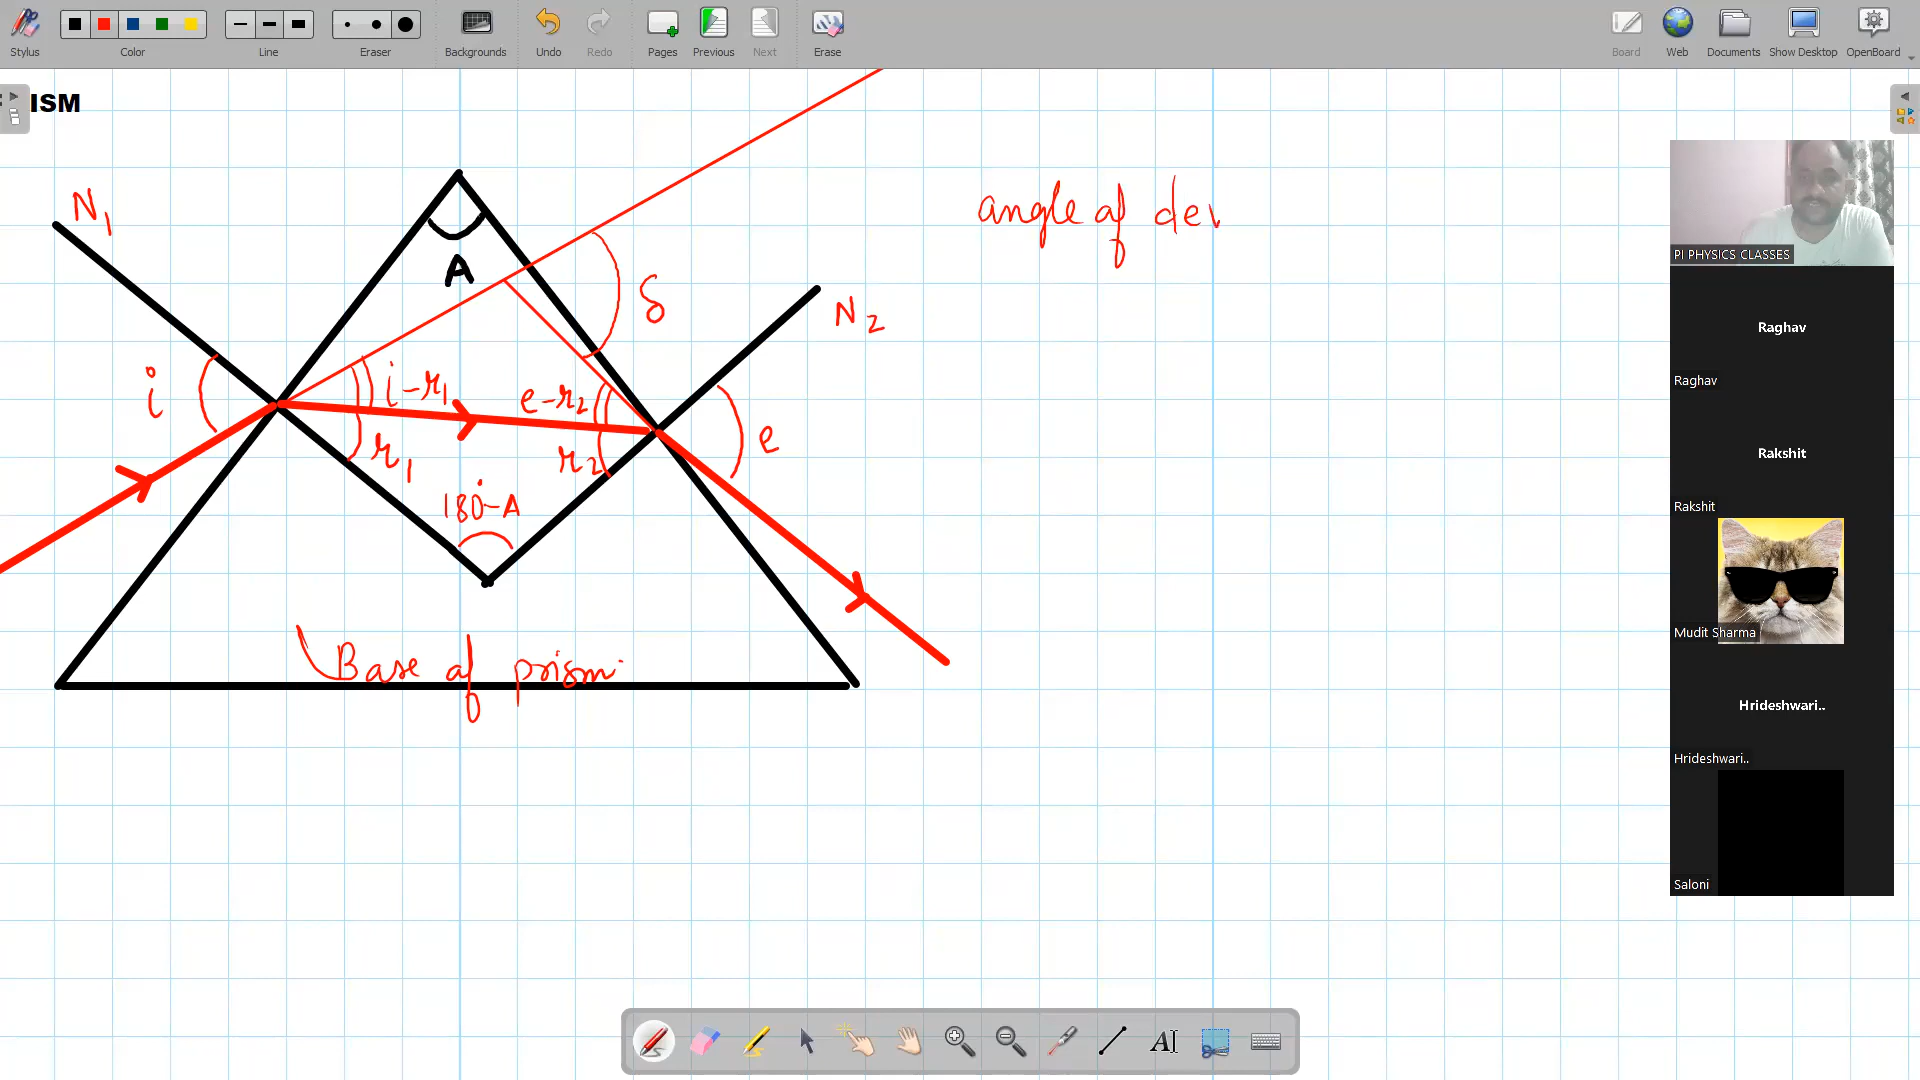 Stylus
Color
Line
Eraser
Backgrounds
Undo
Redo
Pages
Previous
Next
Erase
Board
Web
Documents
Show Desktop
OpenBoard
ISM
N1
A
i
i-r1
r1
e-r2
r2
180°-A
δ
N2
e
Base of prism
angle of dev
PI PHYSICS CLASSES
Raghav
Raghav
Rakshit
Rakshit
Mudit Sharma
Hrideshwari..
Hrideshwari..
Saloni